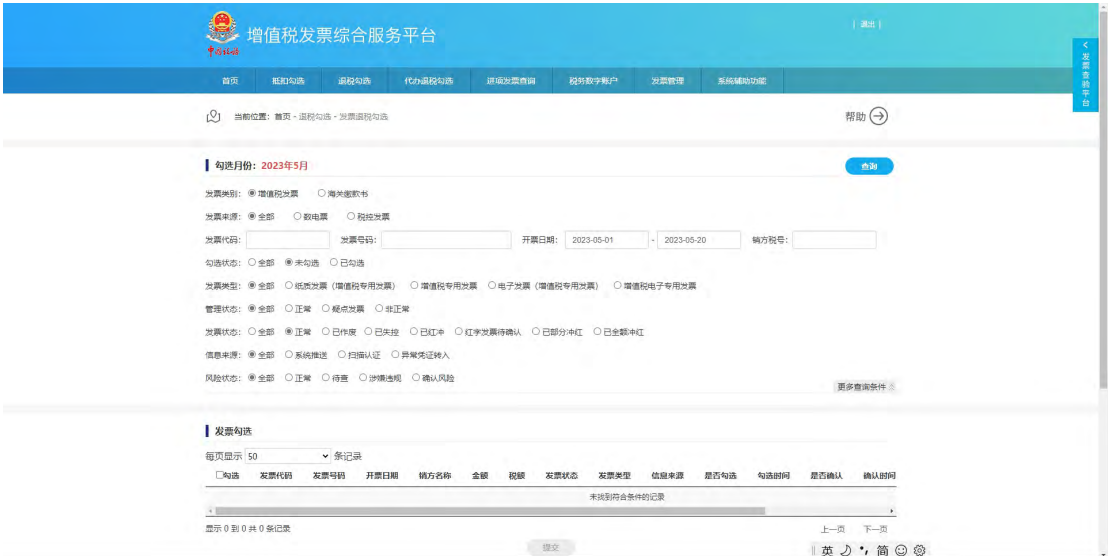 增值税发票综合服务平台
| 退出 |
中国税务
< 发票查验平台
首页 抵扣勾选 退税勾选 代办退税勾选 进项发票查询 税务数字账户 发票管理 系统辅助功能
当前位置：首页 - 退税勾选 - 发票退税勾选 帮助
勾选月份：2023年5月 查询
发票类别： 增值税发票 海关缴款书
发票来源： 全部 数电票 税控发票
发票代码： 发票号码： 开票日期： 2023-05-01 - 2023-05-20 销方税号：
勾选状态： 全部 未勾选 已勾选
发票类型： 全部 纸质发票（增值税专用发票） 增值税专用发票 电子发票（增值税专用发票） 增值税电子专用发票
管理状态： 全部 正常 疑点发票 非正常
发票状态： 全部 正常 已作废 已失控 已红冲 红字发票待确认 已部分冲红 已全额冲红
信息来源： 全部 系统推送 扫描认证 异常凭证转入
风险状态： 全部 正常 待查 涉嫌违规 确认风险
更多查询条件
发票勾选
每页显示 50 条记录
勾选 发票代码 发票号码 开票日期 销方名称 金额 税额 发票状态 发票类型 信息来源 是否勾选 勾选时间 是否确认 确认时间
未找到符合条件的记录
显示 0 到 0 共 0 条记录 上一页 下一页
提交
英 简